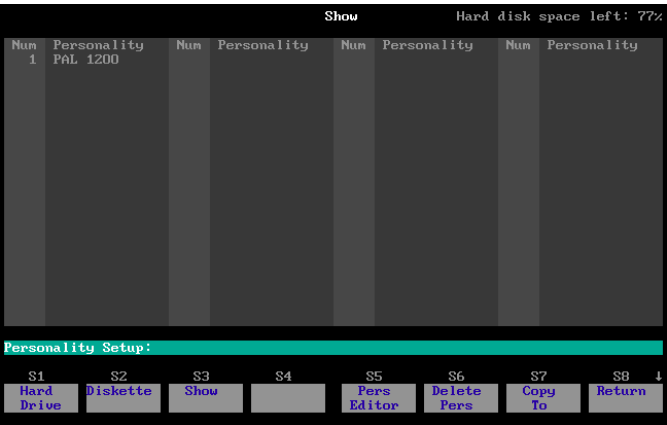 Show Hard disk space left: 77%
Num Personality Num Personality Num Personality Num Personality
1 PAL 1200
Personality Setup:
S1 S2 S3 S4 S5 S6 S7 S8 ↓
Hard Diskette Show Pers Delete Copy Return
Drive Editor Pers To